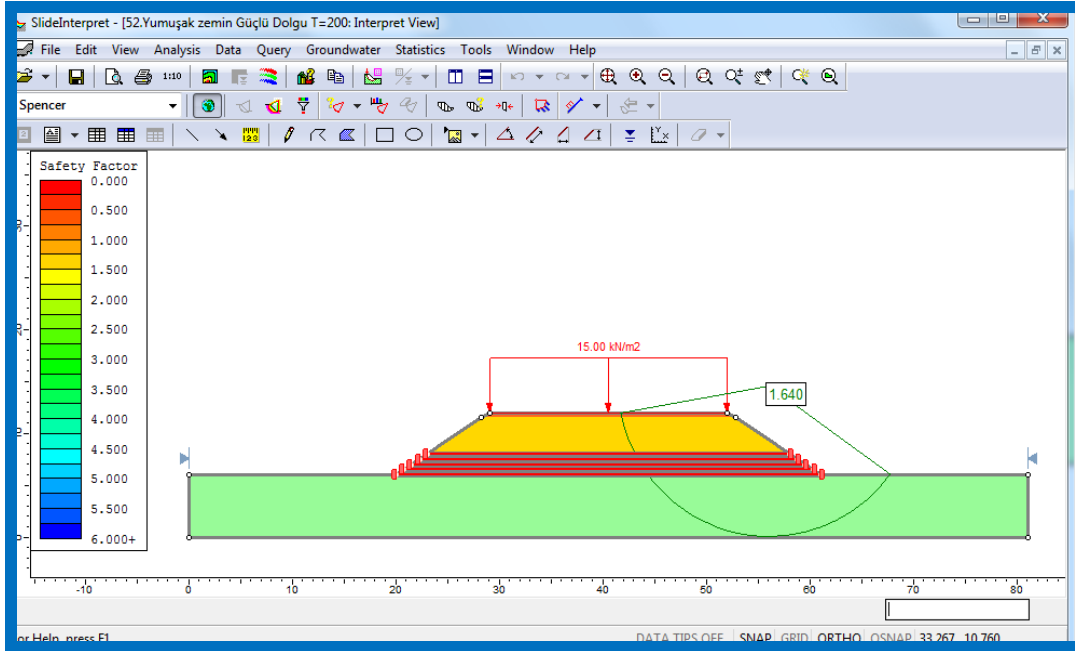 SlideInterpret - [52.Yumuşak zemin Güçlü Dolgu T=200: Interpret View]
File Edit View Analysis Data Query Groundwater Statistics Tools Window Help
1:10
Spencer
Safety Factor
0.000
0.500
1.000
1.500
2.000
2.500
3.000
3.500
4.000
4.500
5.000
5.500
6.000+
15.00 kN/m2
1.640
-10 0 10 20 30 40 50 60 70 80
or Help, press F1 DATA TIPS OFF SNAP GRID ORTHO OSNAP 33.267 10.760